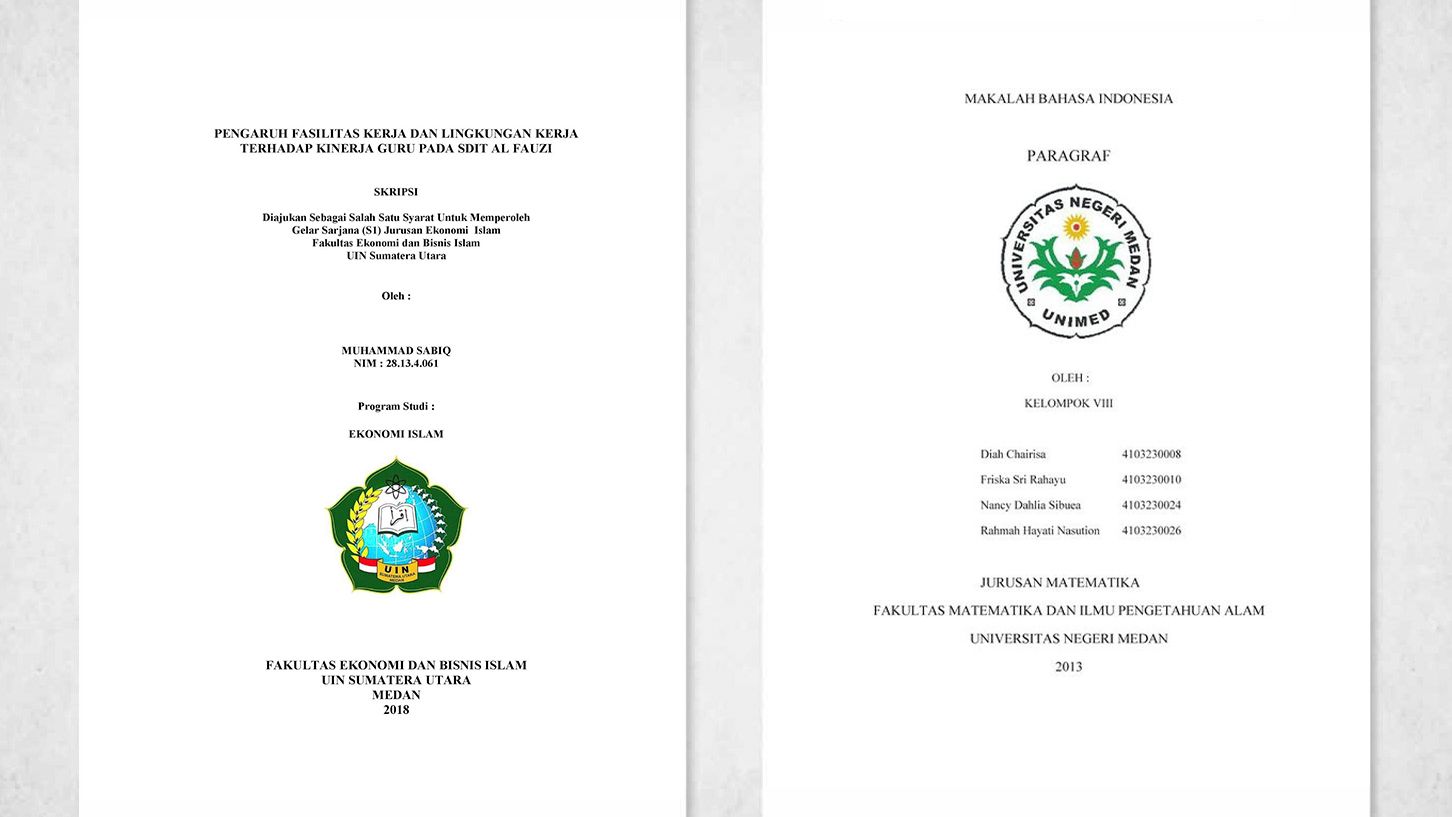 PENGARUH FASILITAS KERJA DAN LINGKUNGAN KERJA
TERHADAP KINERJA GURU PADA SDIT AL FAUZI
SKRIPSI
Diajukan Sebagai Salah Satu Syarat Untuk Memperoleh
Gelar Sarjana (S1) Jurusan Ekonomi Islam
Fakultas Ekonomi dan Bisnis Islam
UIN Sumatera Utara
Oleh :
MUHAMMAD SABIQ
NIM : 28.13.4.061
Program Studi :
EKONOMI ISLAM
اقرأ
UIN
SUMATERA UTARA
MEDAN
FAKULTAS EKONOMI DAN BISNIS ISLAM
UIN SUMATERA UTARA
MEDAN
2018
MAKALAH BAHASA INDONESIA
PARAGRAF
UNIVERSITAS NEGERI MEDAN
UNIMED
OLEH :
KELOMPOK VIII
Diah Chairisa 4103230008
Friska Sri Rahayu 4103230010
Nancy Dahlia Sibuea 4103230024
Rahmah Hayati Nasution 4103230026
JURUSAN MATEMATIKA
FAKULTAS MATEMATIKA DAN ILMU PENGETAHUAN ALAM
UNIVERSITAS NEGERI MEDAN
2013